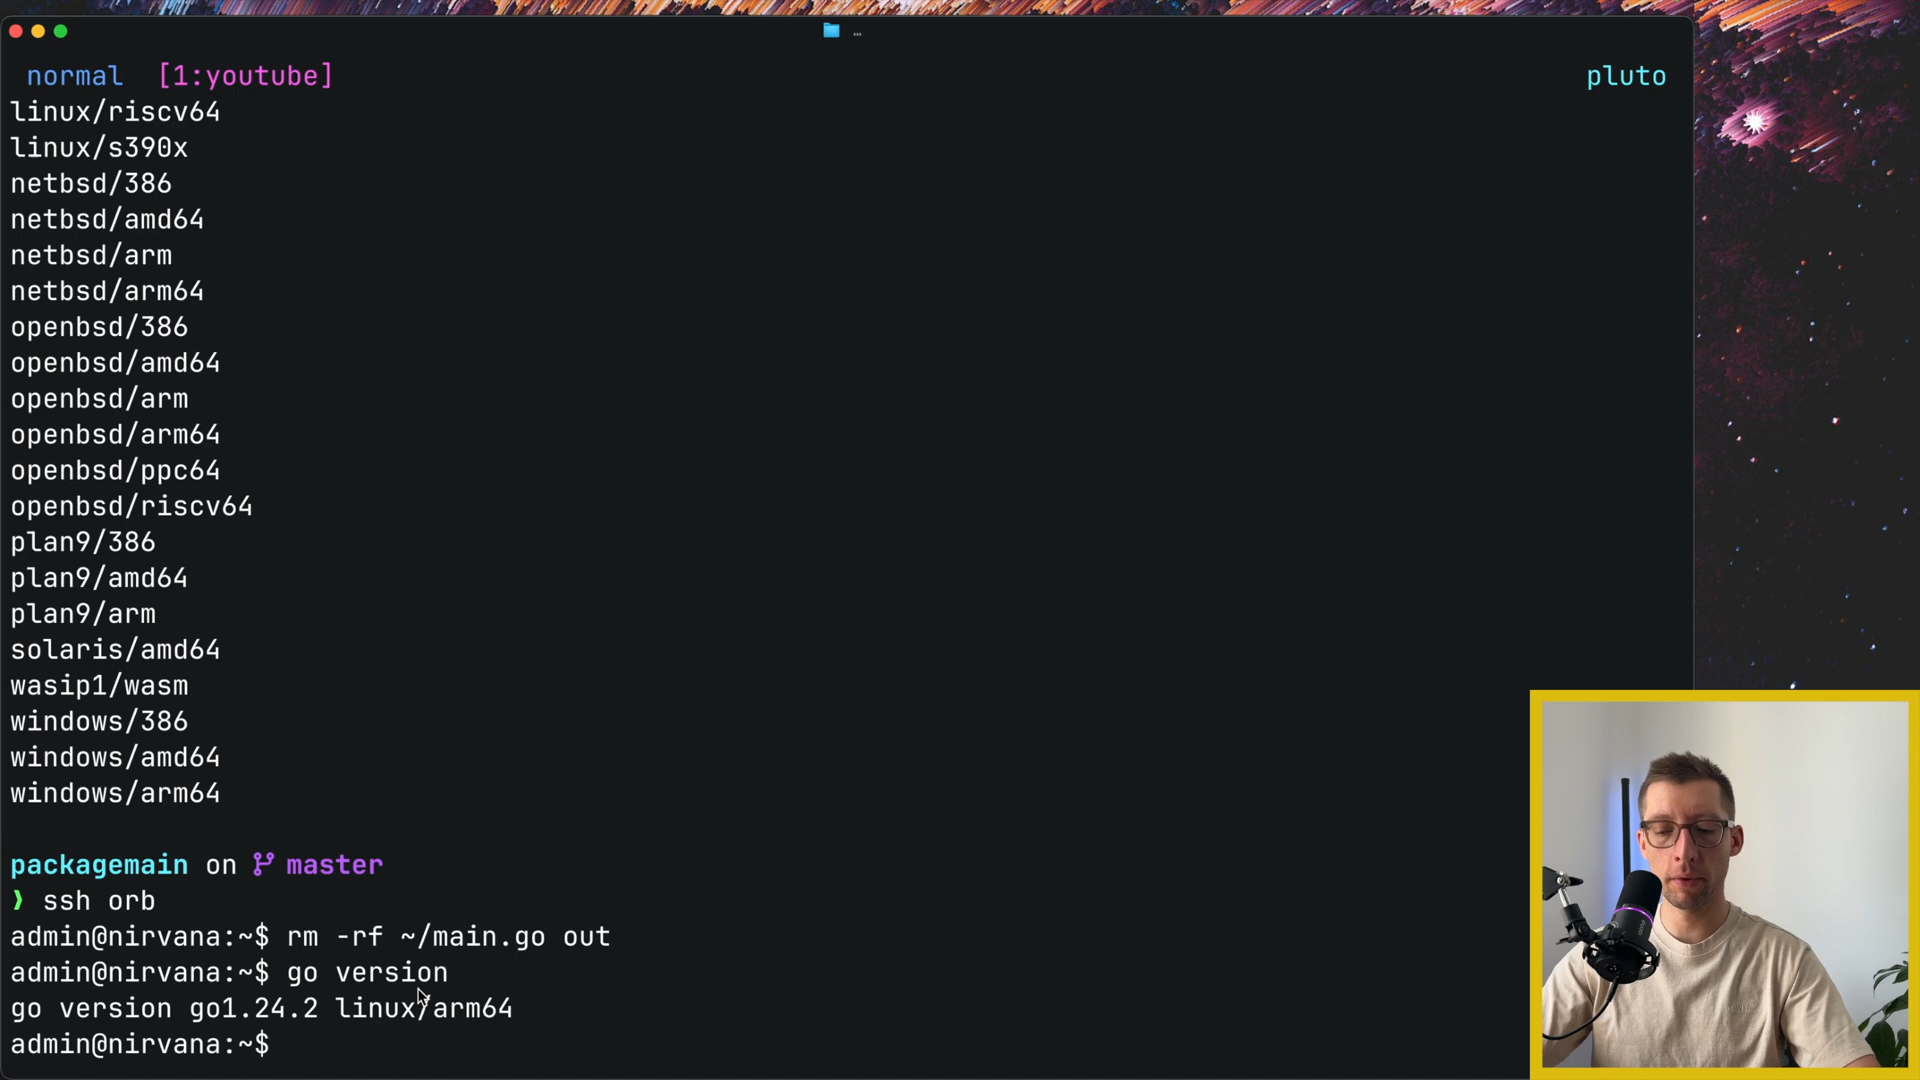 …
normal [1:youtube] pluto
linux/riscv64
linux/s390x
netbsd/386
netbsd/amd64
netbsd/arm
netbsd/arm64
openbsd/386
openbsd/amd64
openbsd/arm
openbsd/arm64
openbsd/ppc64
openbsd/riscv64
plan9/386
plan9/amd64
plan9/arm
solaris/amd64
wasip1/wasm
windows/386
windows/amd64
windows/arm64
packagemain on master
❯ ssh orb
admin@nirvana:~$ rm -rf ~/main.go out
admin@nirvana:~$ go version
go version go1.24.2 linux/arm64
admin@nirvana:~$